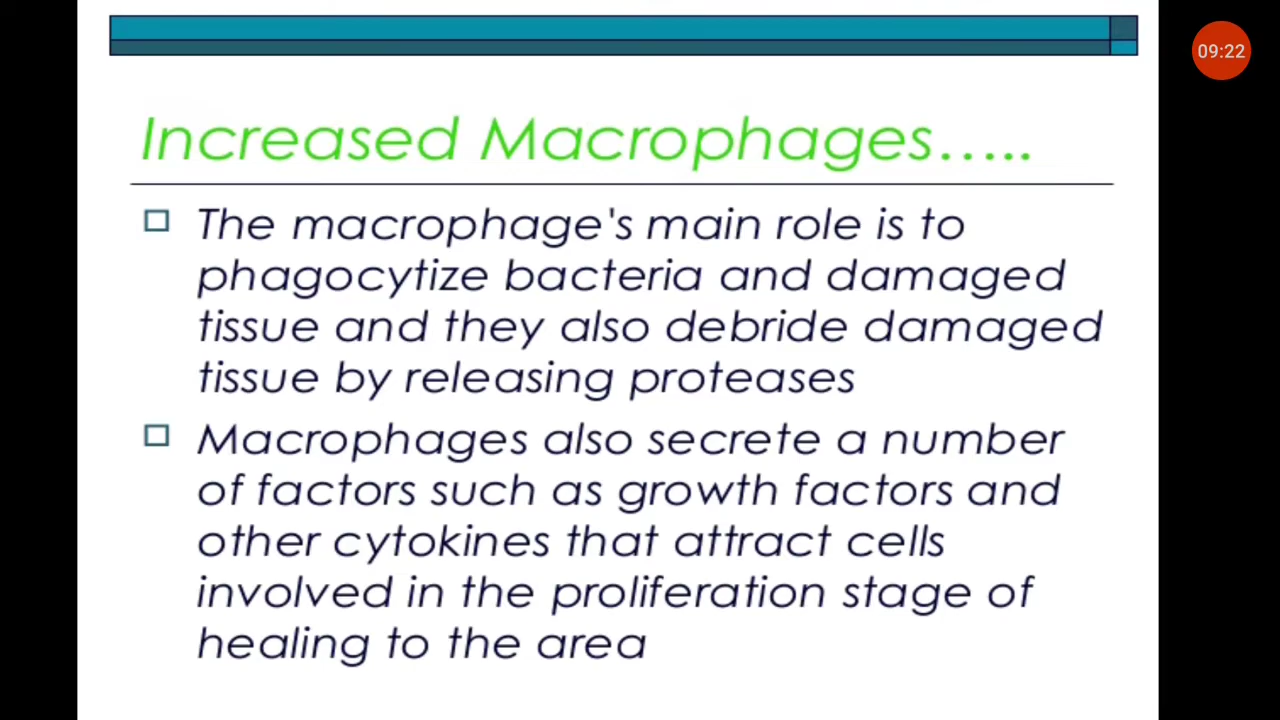 Increased Macrophages.....
The macrophage's main role is to
phagocytize bacteria and damaged
tissue and they also debride damaged
tissue by releasing proteases
Macrophages also secrete a number
of factors such as growth factors and
other cytokines that attract cells
involved in the proliferation stage of
healing to the area
09:22